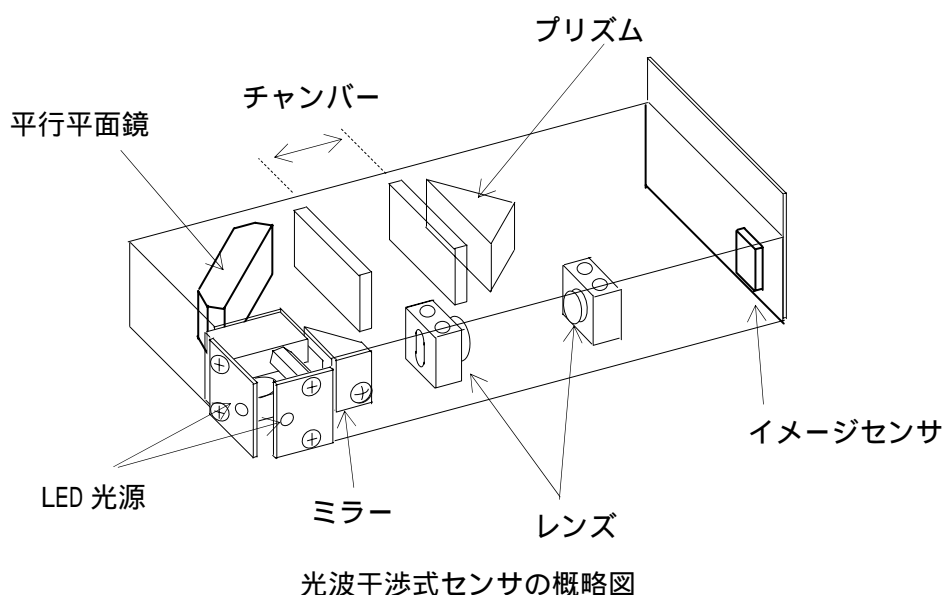 プリズム
チャンバー
平行平面鏡
イメージセンサ
LED 光源
ミラー
レンズ
光波干渉式センサの概略図